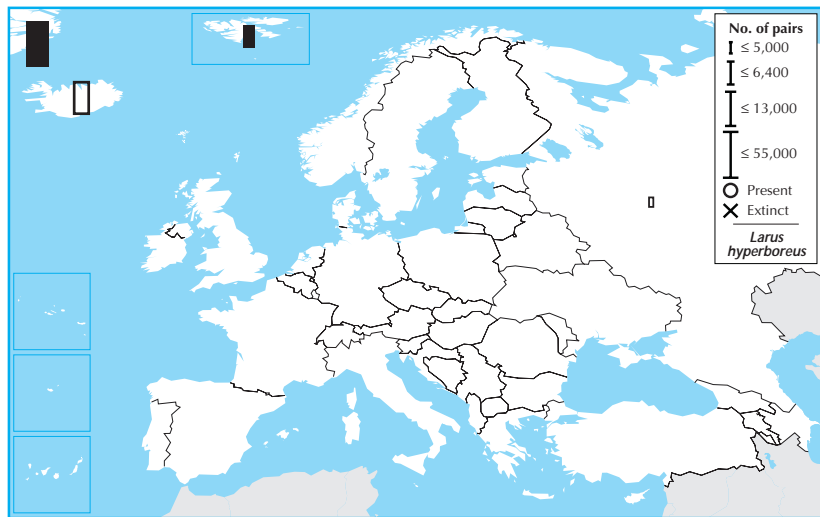 No. of pairs
≤ 5,000
≤ 6,400
≤ 13,000
≤ 55,000
Present
Extinct
Larus
hyperboreus